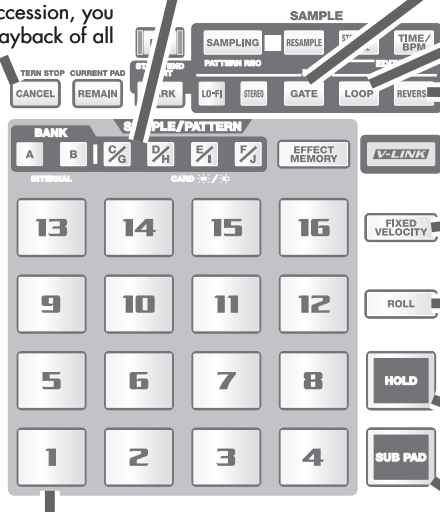 ccession, you
ayback of all
SAMPLE
SAMPLING RESAMPLE TIME/
BPM
PATTERN REC
TERN STOP CURRENT PAD
CANCEL REMAIN ARK LO-FI STEREO GATE LOOP REVERS
BANK PLE/PATTERN
A B C/G D/H E/I F/J EFFECT
MEMORY
V-LINK
INTERNAL CARD
13 14 15 16 FIXED
VELOCITY
9 10 11 12 ROLL
5 6 7 8 HOLD
1 2 3 4 SUB PAD